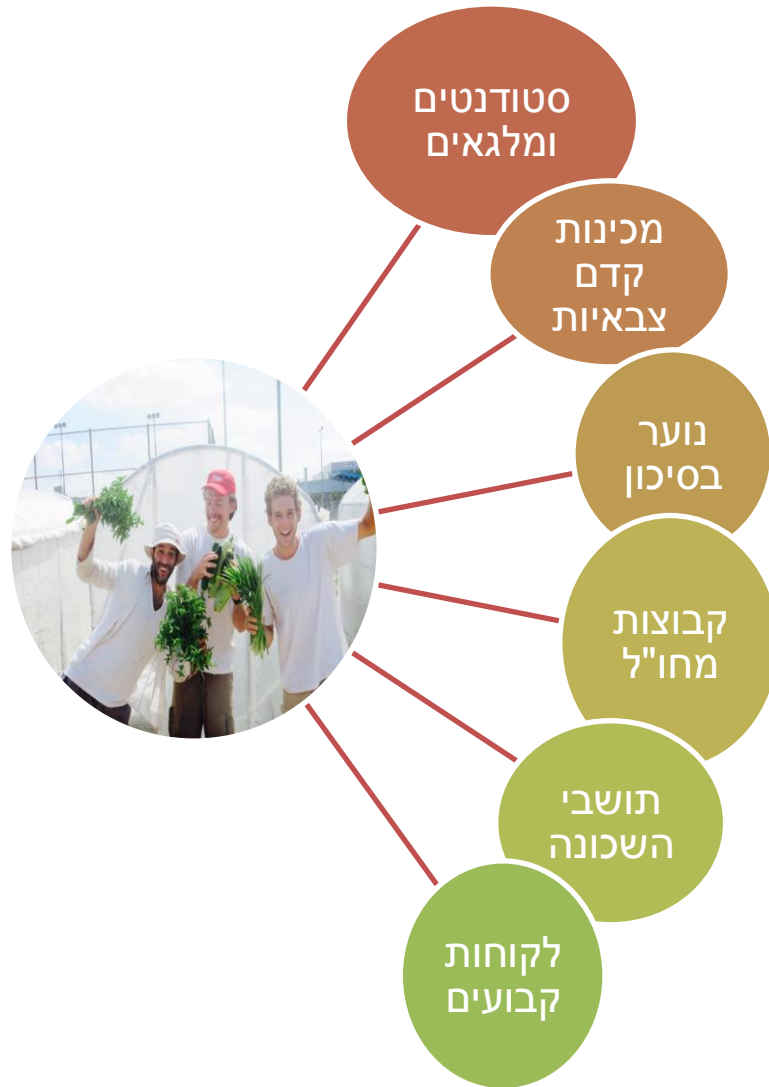 סטודנטים
ומלגאים
מכינות
קדם
צבאיות
נוער
בסיכון
קבוצות
מחו"ל
תושבי
השכונה
לקוחות
קבועים